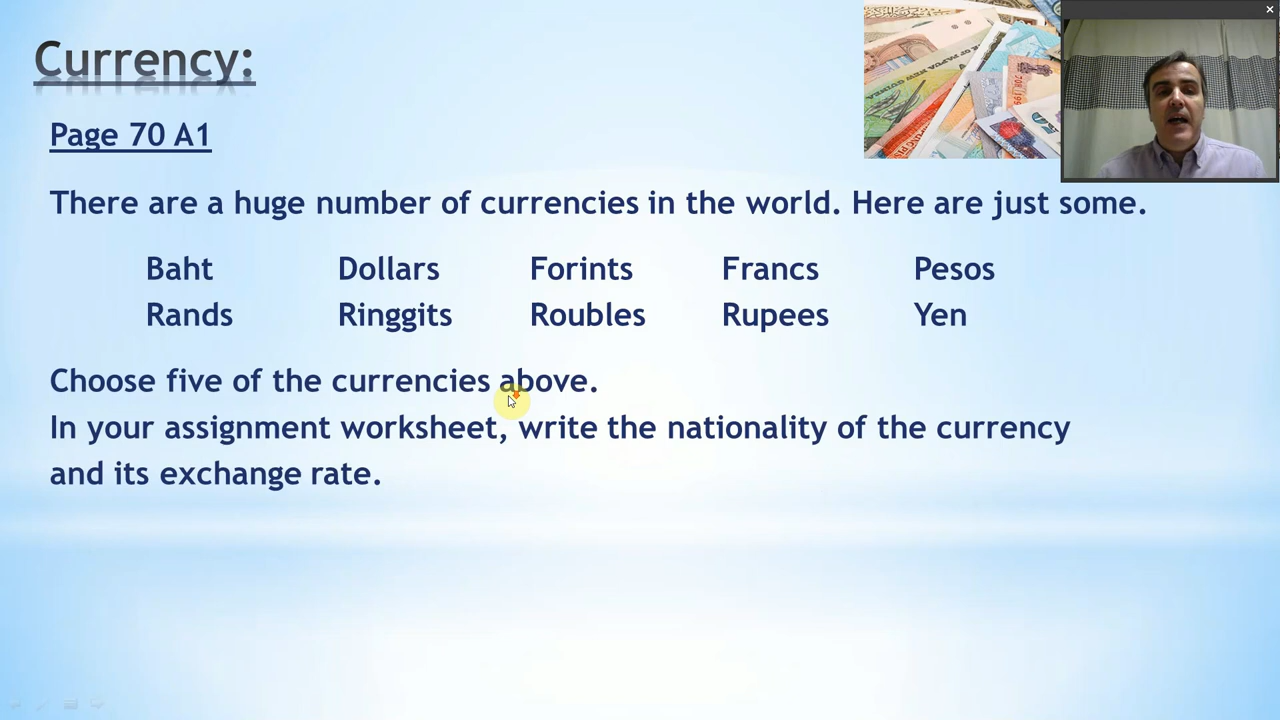 Currency:
Page 70 A1
There are a huge number of currencies in the world. Here are just some.
Baht Dollars Forints Francs Pesos
Rands Ringgits Roubles Rupees Yen
Choose five of the currencies above.
In your assignment worksheet, write the nationality of the currency
and its exchange rate.